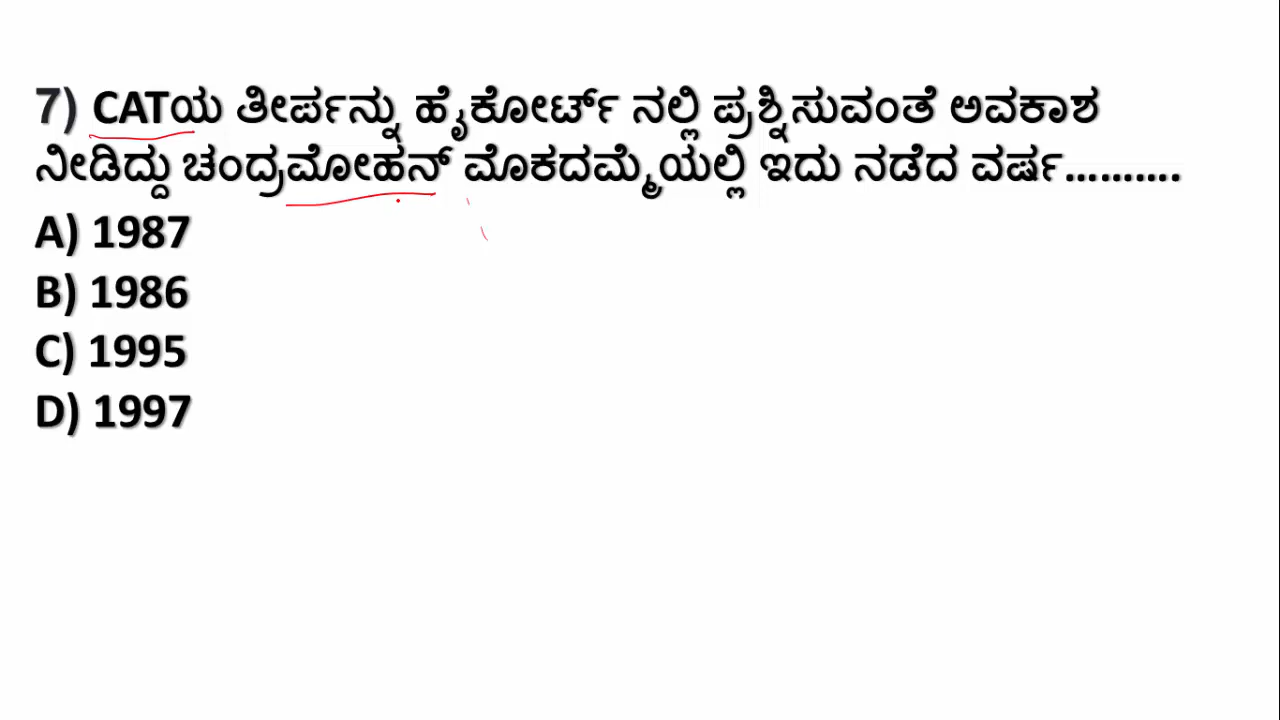 7) CATಯ ತೀರ್ಪನ್ನು ಹೈಕೋರ್ಟ್ ನಲ್ಲಿ ಪ್ರಶ್ನಿಸುವಂತೆ ಅವಕಾಶ
ನೀಡಿದ್ದು ಚಂದ್ರಮೋಹನ್ ಮೊಕದಮ್ಮೆಯಲ್ಲಿ ಇದು ನಡೆದ ವರ್ಷ..........
A) 1987
B) 1986
C) 1995
D) 1997